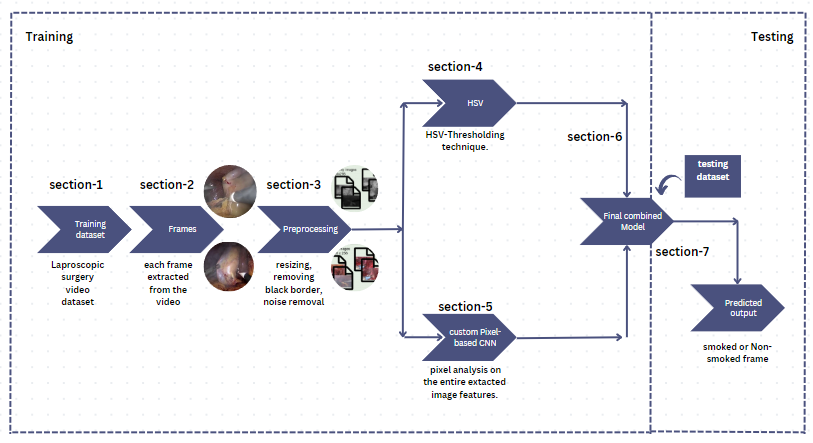 Training
Testing
section-4
HSV
HSV-Thresholding
technique.
section-6
testing
dataset
section-1
section-2
section-3
Training
dataset
Frames
Preprocessing
Final combined
Model
Laproscopic
surgery
video
dataset
each frame
extracted
from the
video
resizing,
removing
black border,
noise removal
section-7
section-5
custom Pixel-
based CNN
pixel analysis on
the entire extacted
image features.
Predicted
output
smoked or Non-
smoked frame